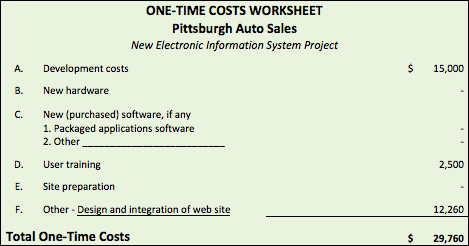 ONE-TIME COSTS WORKSHEET
Pittsburgh Auto Sales
New Electronic Information System Project
A. Development costs $ 15,000
B. New hardware -
C. New (purchased) software, if any
1. Packaged applications software -
2. Other __________________________ -
D. User training 2,500
E. Site preparation -
F. Other - Design and integration of web site 12,260
Total One-Time Costs $ 29,760